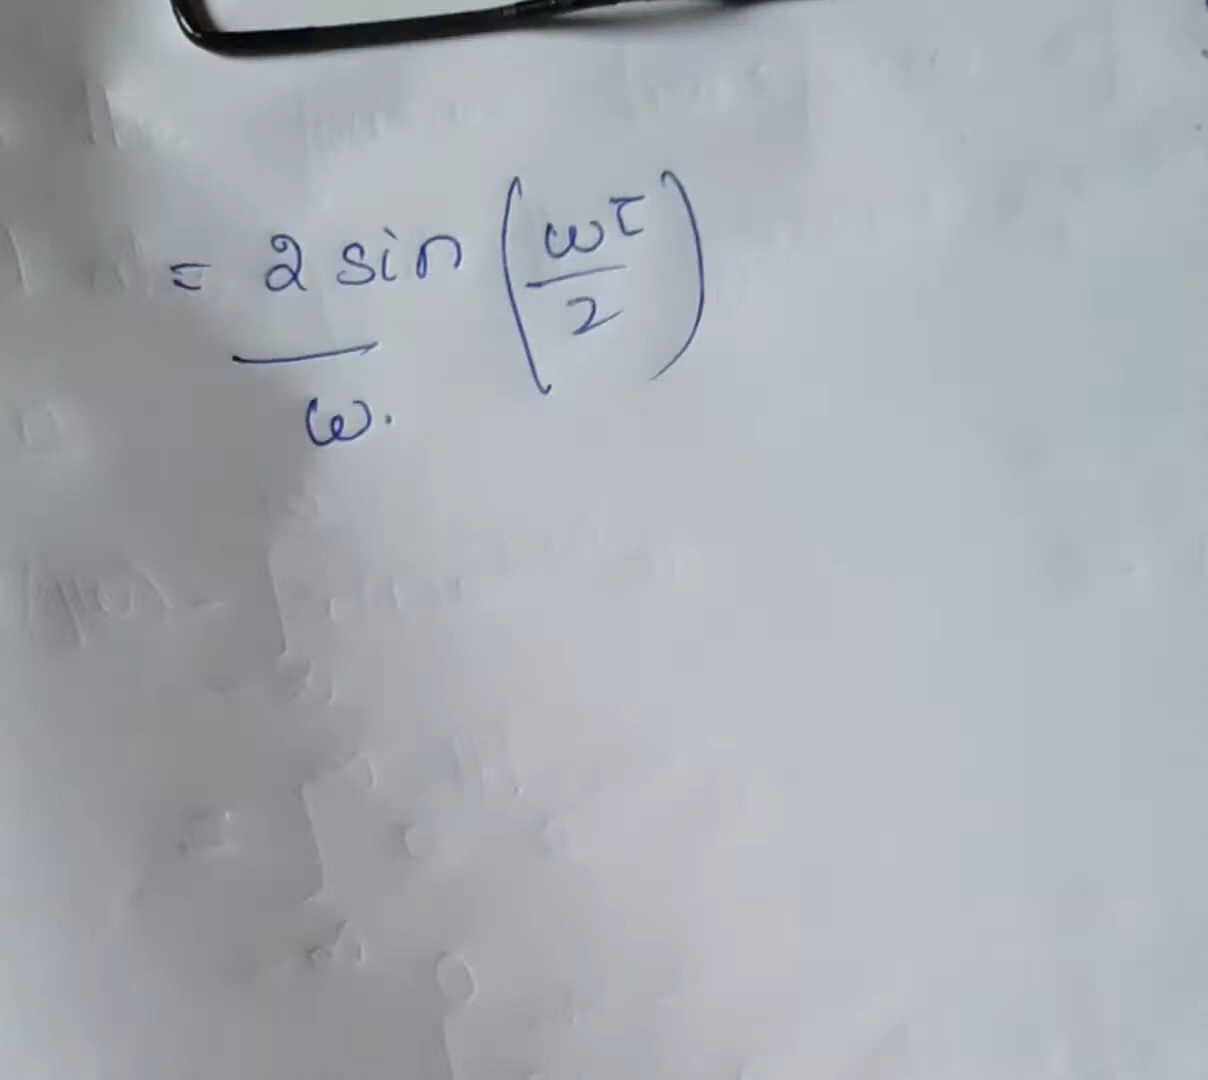 = 2 sin (ωτ/2)
ω.